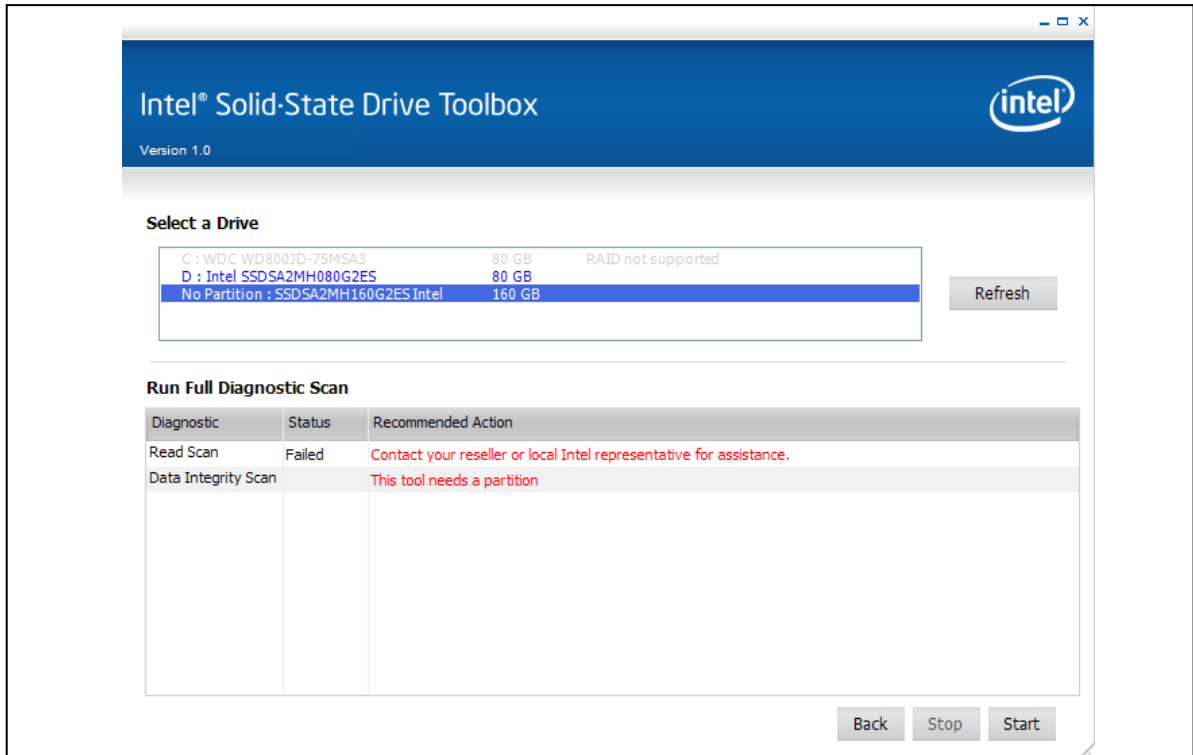 Intel® Solid-State Drive Toolbox
intel
Version 1.0
Select a Drive
C : WDC WD800JD-75MSA3 80 GB RAID not supported
D : Intel SSDSA2MH080G2ES 80 GB
No Partition : SSDSA2MH160G2ES Intel 160 GB
Refresh
Run Full Diagnostic Scan
Diagnostic Status Recommended Action
Read Scan Failed Contact your reseller or local Intel representative for assistance.
Data Integrity Scan This tool needs a partition
Back Stop Start